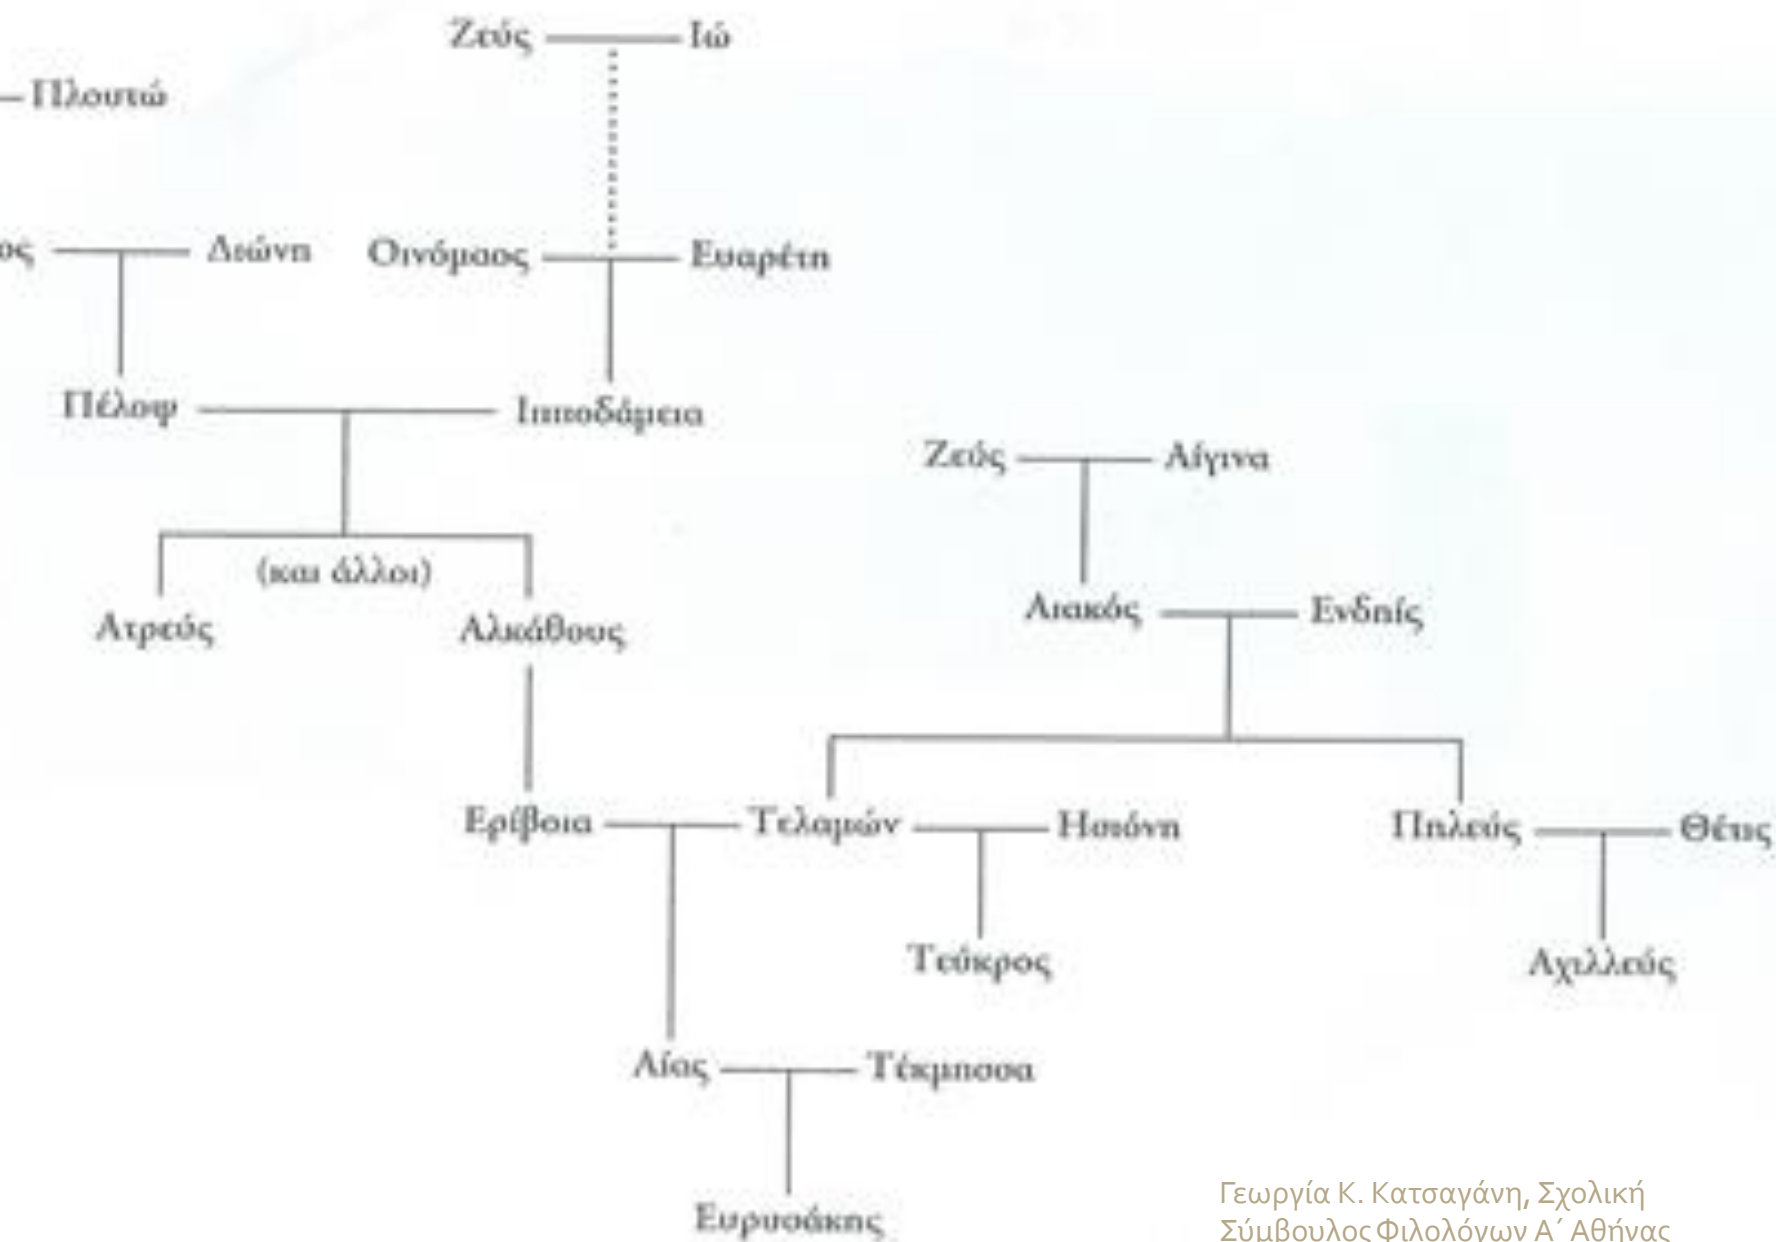 Ζεύς Ιώ
Πλουτώ
ος Διώνη Οινόμαος Ευαρέτη
Πέλοψ Ιπποδάμεια
Ζεύς Αίγινα
(και άλλοι)
Ατρεύς Αλκάθους
Αιακός Ενδηίς
Ερίβοια Τελαμών Ησιόνη Πηλεύς Θέτις
Τεύκρος Αχιλλεύς
Αίας Τέκμησσα
Ευρυσάκης
Γεωργία Κ. Κατσαγάνη, Σχολική
Σύμβουλος Φιλολόγων Α΄ Αθήνας